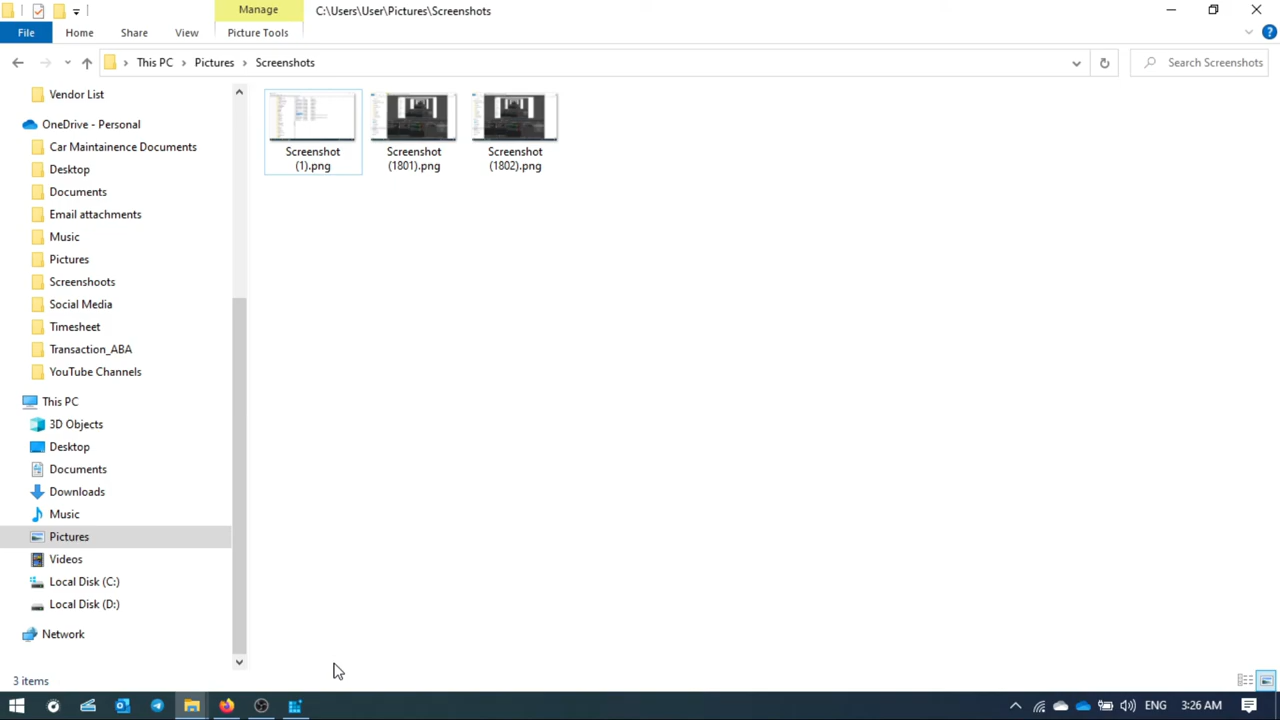 Manage
C:\Users\User\Pictures\Screenshots
File
Home
Share
View
Picture Tools
This PC
Pictures
Screenshots
Search Screenshots
Vendor List
OneDrive - Personal
Car Maintainence Documents
Desktop
Documents
Email attachments
Music
Pictures
Screenshoots
Social Media
Timesheet
Transaction_ABA
YouTube Channels
This PC
3D Objects
Desktop
Documents
Downloads
Music
Pictures
Videos
Local Disk (C:)
Local Disk (D:)
Network
Screenshot
(1).png
Screenshot
(1801).png
Screenshot
(1802).png
3 items
ENG
3:26 AM